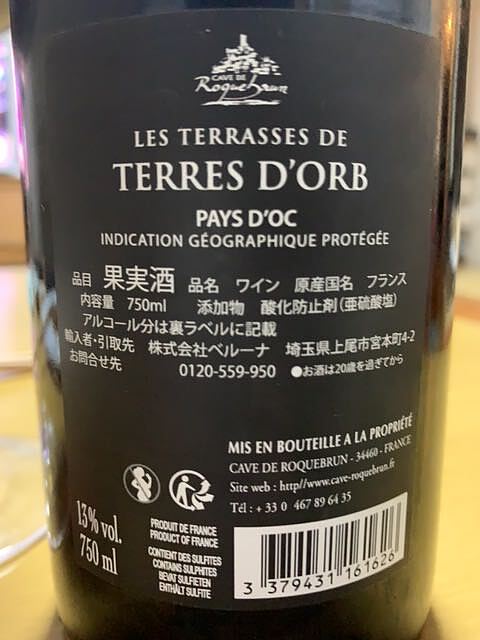 CAVE DE
Roquebrun
LES TERRASSES DE
TERRES D'ORB
PAYS D'OC
INDICATION GÉOGRAPHIQUE PROTÉGÉE
品目 果実酒 品名 ワイン 原産国名 フランス
内容量 750ml 添加物 酸化防止剤(亜硫酸塩)
アルコール分は裏ラベルに記載
輸入者・引取先 株式会社ベルーナ 埼玉県上尾市宮本町4-2
お問合せ先 0120-559-950 ●お酒は20歳を過ぎてから
MIS EN BOUTEILLE A LA PROPRIÉTÉ
CAVE DE ROQUEBRUN - 34460 - FRANCE
Site web : http//www.cave-roquebrun.fr
Tél : + 33 0 467 89 64 35
13% vol.
750 ml
PRODUIT DE FRANCE
PRODUCT OF FRANCE
CONTIENT DES SULFITES
CONTAINS SULPHITES
BEVAT SULFIETEN
ENTHÄLT SULFITE
3 379431 161626